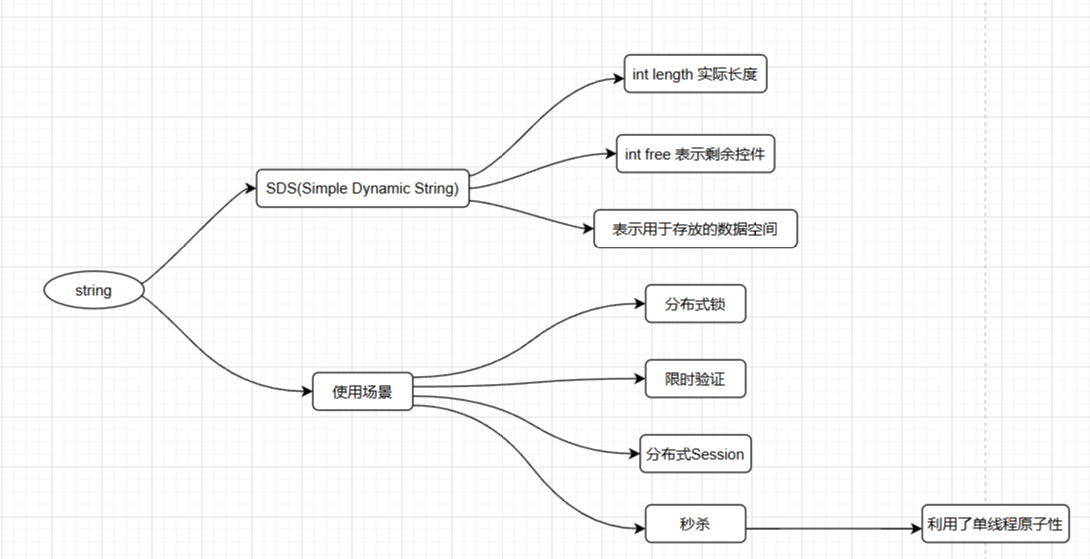 string
SDS(Simple Dynamic String)
int length 实际长度
int free 表示剩余控件
表示用于存放的数据空间
使用场景
分布式锁
限时验证
分布式Session
秒杀
利用了单线程原子性